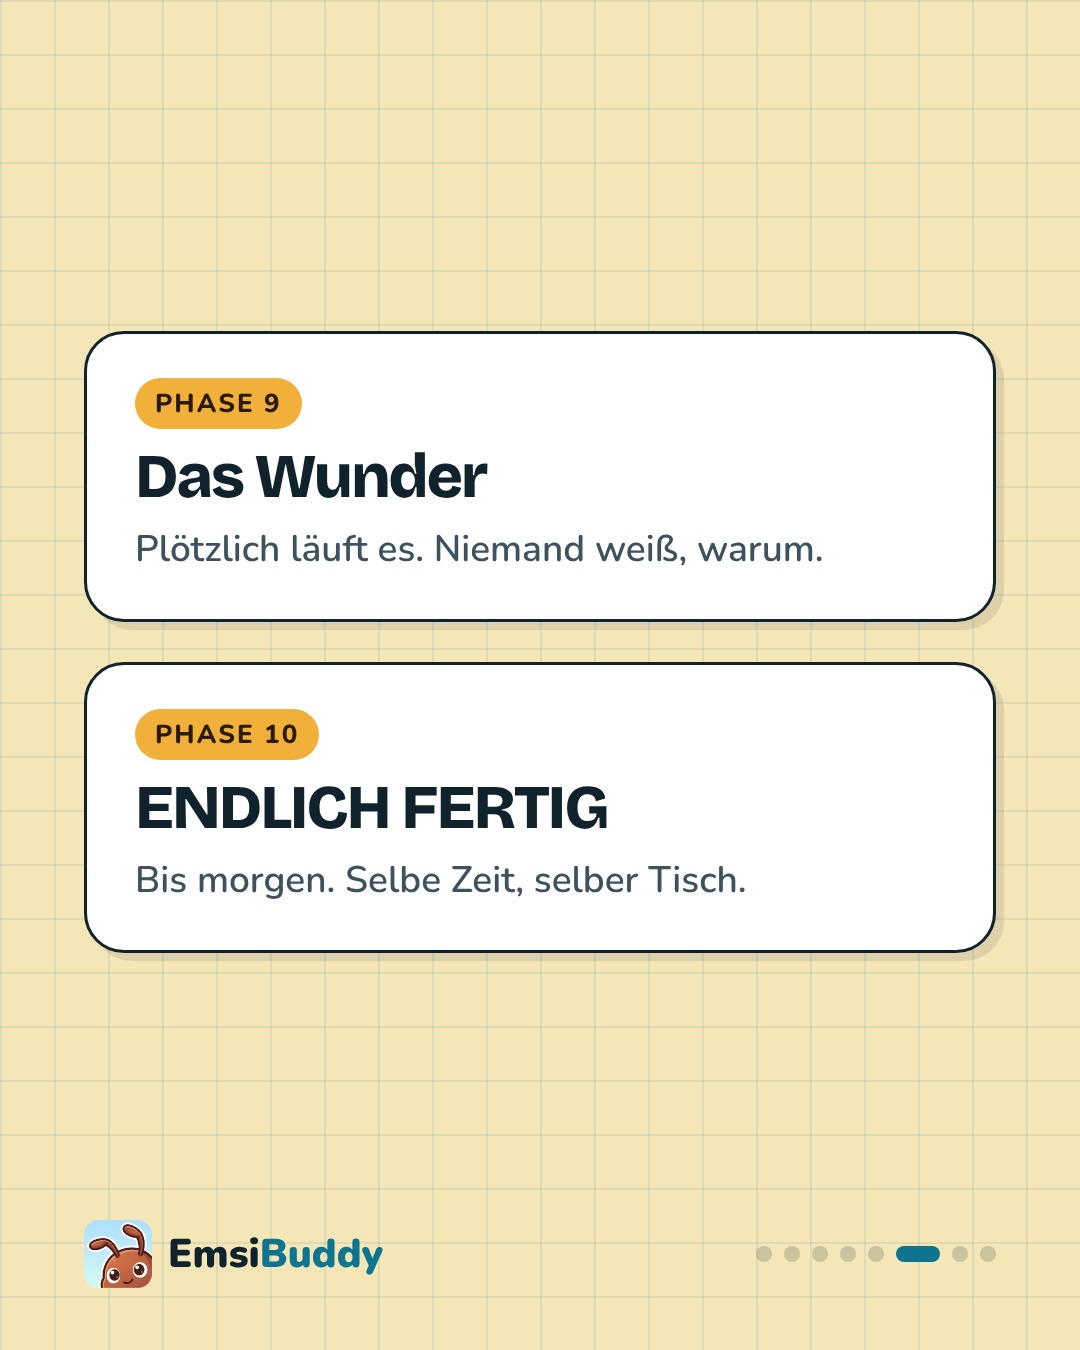 PHASE 9
Das Wunder
Plötzlich läuft es. Niemand weiß, warum.
PHASE 10
ENDLICH FERTIG
Bis morgen. Selbe Zeit, selber Tisch.
EmsiBuddy